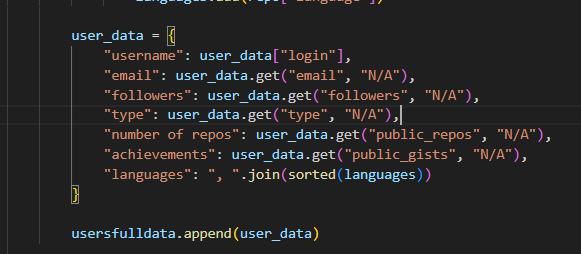 user_data = {
"username": user_data["login"],
"email": user_data.get("email", "N/A"),
"followers": user_data.get("followers", "N/A"),
"type": user_data.get("type", "N/A"),
"number of repos": user_data.get("public_repos", "N/A"),
"achievements": user_data.get("public_gists", "N/A"),
"languages": ", ".join(sorted(languages))
}
usersfulldata.append(user_data)